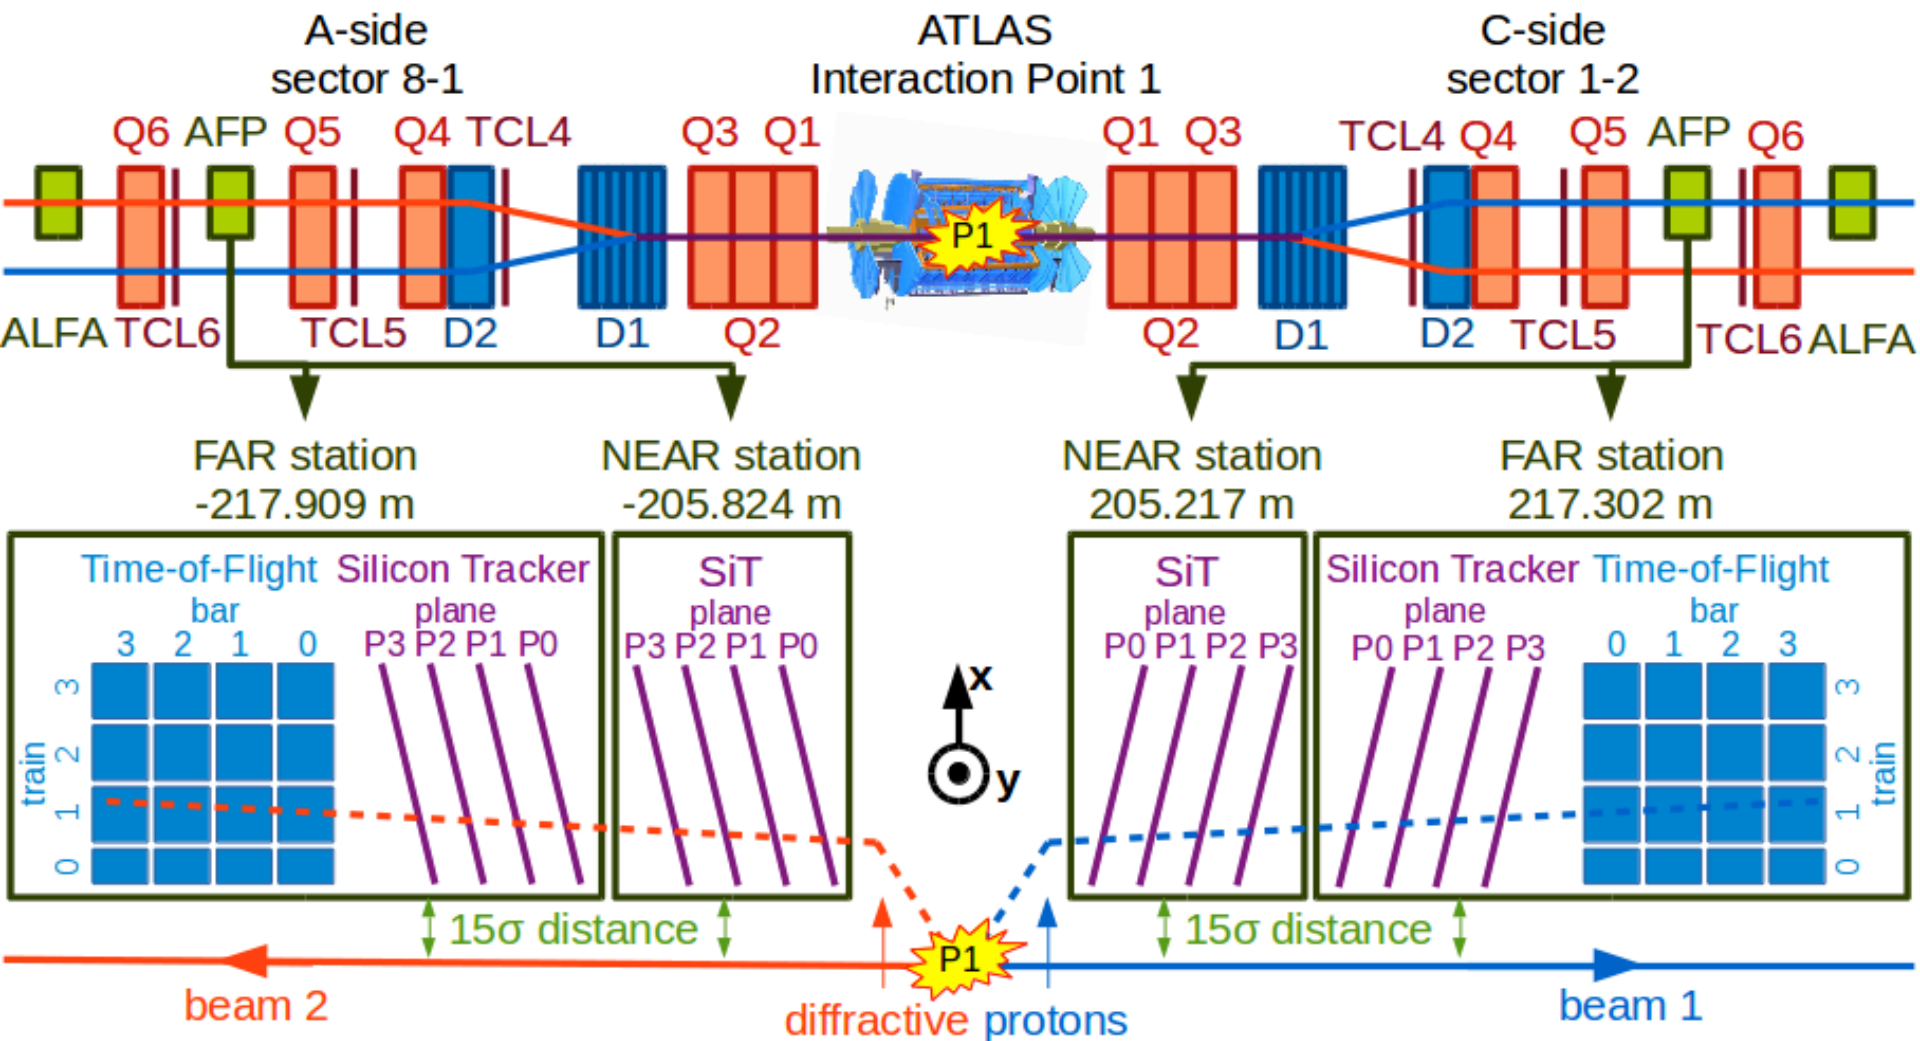 A-side
sector 8-1
ATLAS
Interaction Point 1
C-side
sector 1-2
Q6 AFP Q5 Q4 TCL4 Q3 Q1
Q1 Q3 TCL4 Q4 Q5 AFP Q6
P1
ALFA TCL6 TCL5 D2 D1 Q2
Q2 D1 D2 TCL5 TCL6 ALFA
FAR station
-217.909 m
NEAR station
-205.824 m
NEAR station
205.217 m
FAR station
217.302 m
Time-of-Flight
bar
3 2 1 0
train
3
2
1
0
Silicon Tracker
plane
P3 P2 P1 P0
SiT
plane
P3 P2 P1 P0
x
y
SiT
plane
P0 P1 P2 P3
Silicon Tracker
plane
P0 P1 P2 P3
Time-of-Flight
bar
0 1 2 3
3
2
1
0
train
15σ distance
15σ distance
P1
beam 2
diffractive protons
beam 1